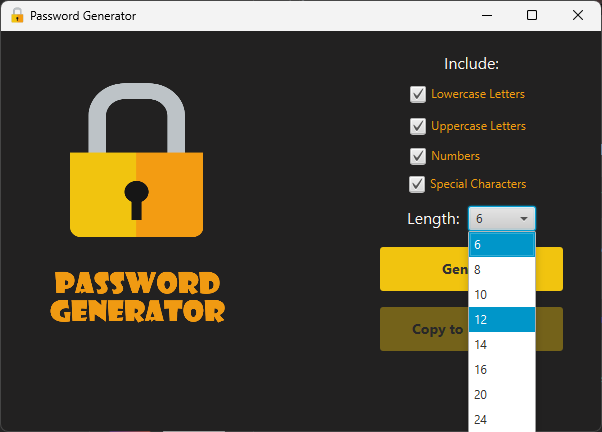 Password Generator
PASSWORD
GENERATOR
Include:
Lowercase Letters
Uppercase Letters
Numbers
Special Characters
Length: 6
6
8
10
12
14
16
20
24
Copy to